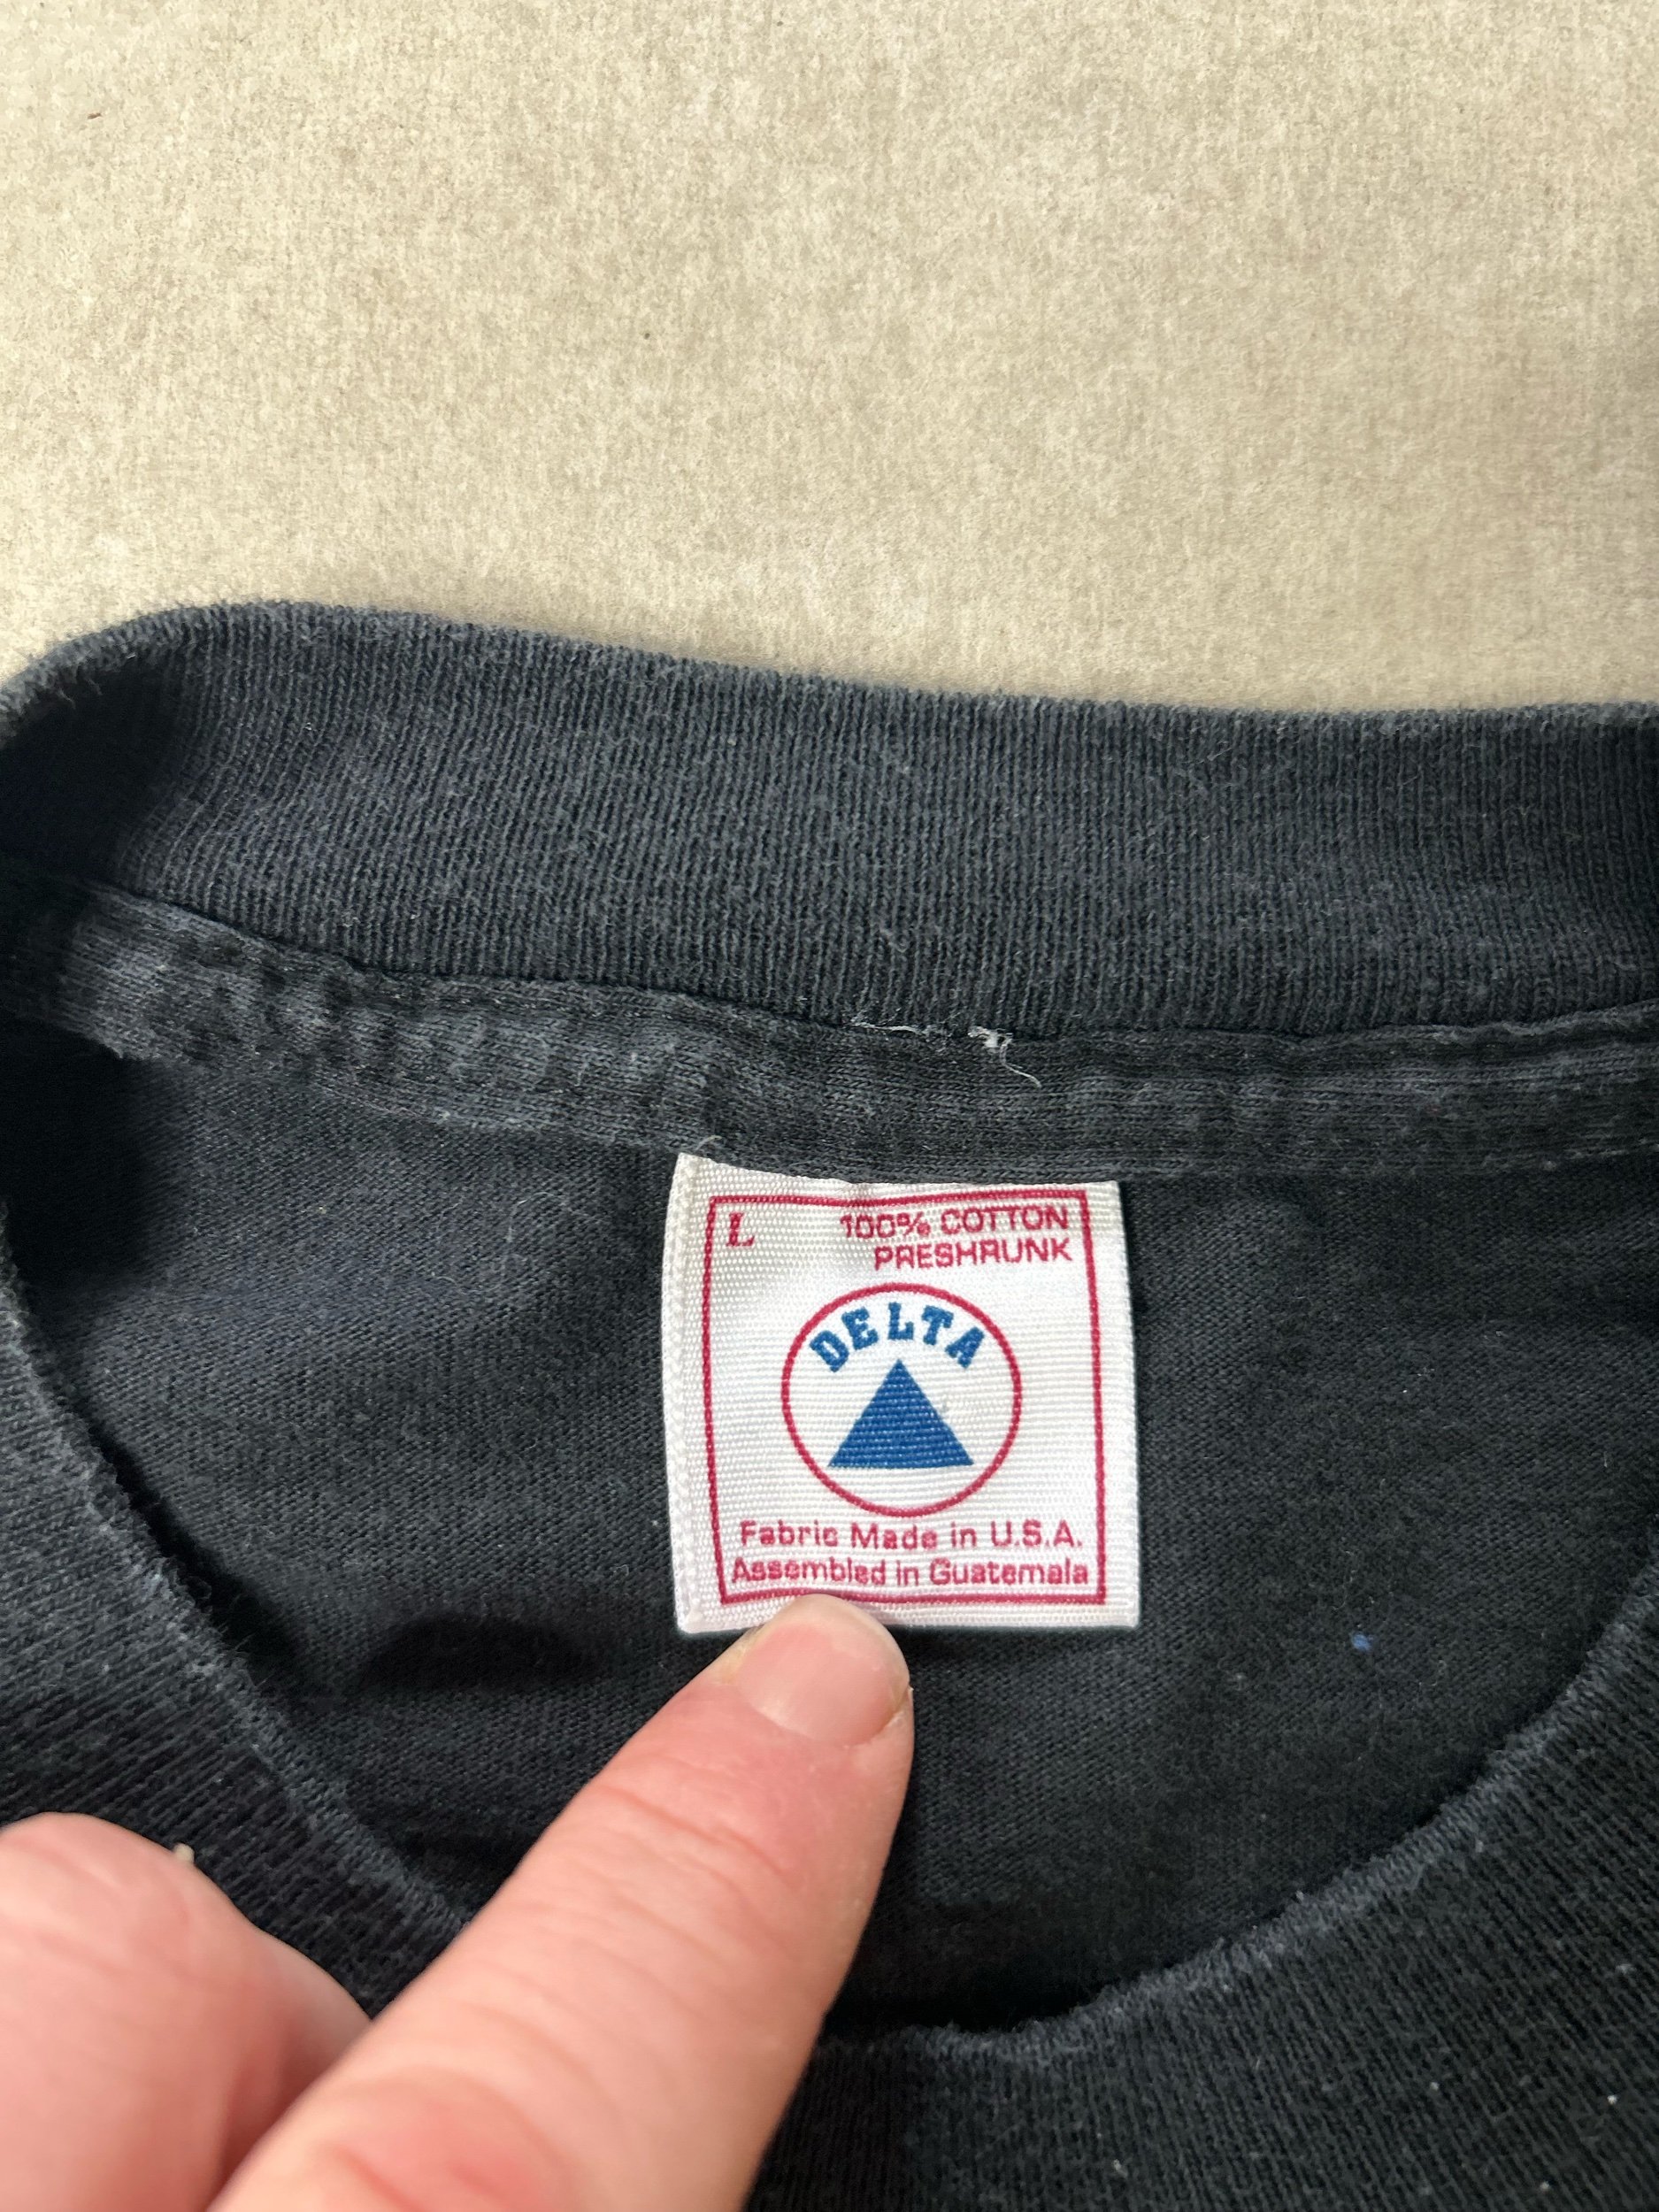 L 100% COTTON
PRESHRUNK
DELTA
Fabric Made in U.S.A.
Assembled in Guatemala